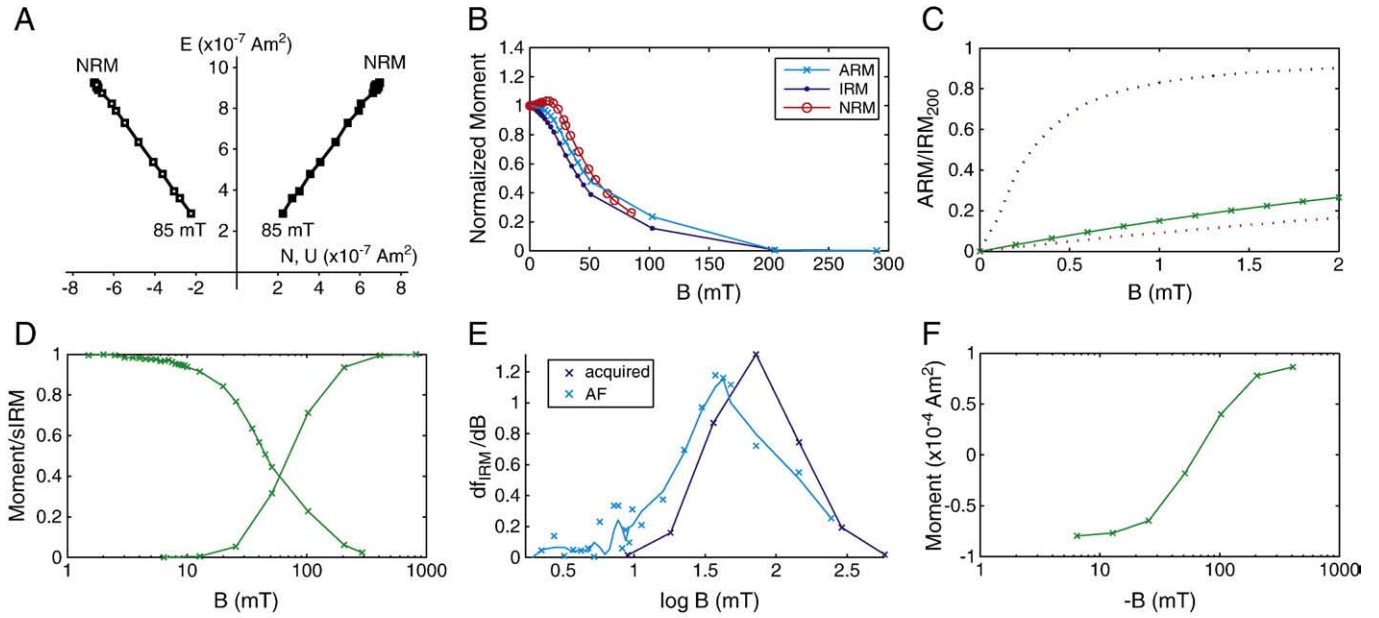 A
E (x10-7 Am2)
NRM
NRM
10
8
6
4
2
85 mT
85 mT
N, U (x10-7 Am2)
-8 -6 -4 -2 0 2 4 6 8
B
Normalized Moment
1.4
1.2
1
0.8
0.6
0.4
0.2
0
ARM
IRM
NRM
0 50 100 150 200 250 300
B (mT)
C
ARM/IRM200
1
0.8
0.6
0.4
0.2
0
0 0.5 1 1.5 2
B (mT)
D
Moment/sIRM
1
0.8
0.6
0.4
0.2
0
1 10 100 1000
B (mT)
E
dfIRM/dB
1.2
1
0.8
0.6
0.4
0.2
0
acquired
AF
0.5 1 1.5 2 2.5
log B (mT)
F
Moment (x10-4 Am2)
1
0.5
0
-0.5
-1
1 10 100 1000
-B (mT)